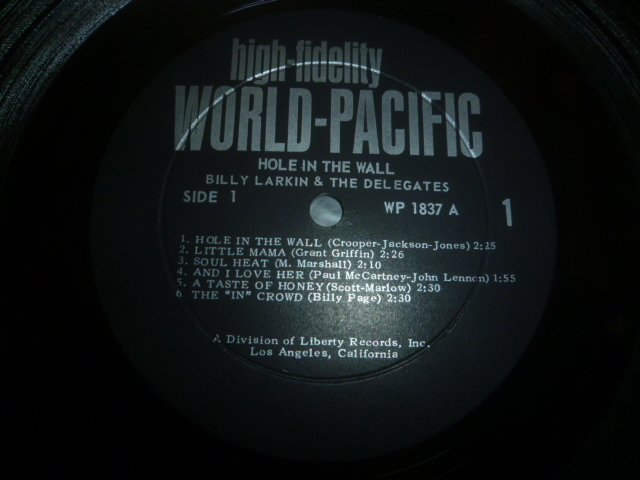 high-fidelity
WORLD-PACIFIC
HOLE IN THE WALL
BILLY LARKIN & THE DELEGATES
SIDE 1 WP 1837 A 1
1. HOLE IN THE WALL (Crooper-Jackson-Jones) 2:25
2. LITTLE MAMA (Grant Griffin) 2:26
3. SOUL HEAT (M. Marshall) 2:10
4. AND I LOVE HER (Paul McCartney-John Lennon) 1:55
5. A TASTE OF HONEY (Scott-Marlow) 2:30
6 THE "IN" CROWD (Billy Page) 2:30
A Division of Liberty Records, Inc.
Los Angeles, California